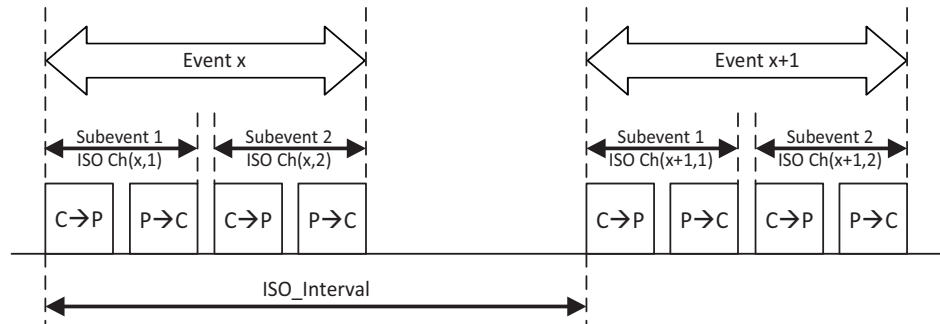 Event x
Event x+1
Subevent 1
ISO Ch(x,1)
Subevent 2
ISO Ch(x,2)
Subevent 1
ISO Ch(x+1,1)
Subevent 2
ISO Ch(x+1,2)
C→P
P→C
C→P
P→C
C→P
P→C
C→P
P→C
ISO_Interval